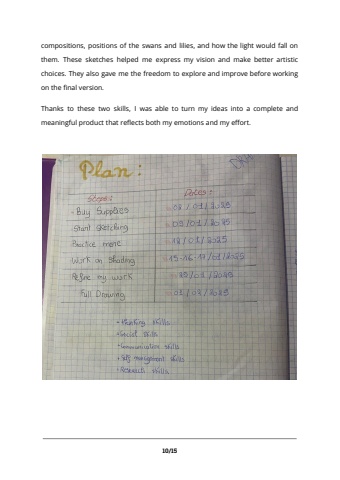 compositions, positions of the swans and lilies, and how the light would fall on
them. These sketches helped me express my vision and make better artistic
choices. They also gave me the freedom to explore and improve before working
on the final version.
Thanks to these two skills, I was able to turn my ideas into a complete and
meaningful product that reflects both my emotions and my effort.
Plan:
Steps: Dates:
- Buy Supplies 08 / 01 / 2025
Start sketching 09 / 01 / 2025
Practice more 12 / 01 / 2025
Work on Shading 15-16-17 / 01 / 2025
Refine my work 25 / 01 / 2025
Full Drawing 01 / 02 / 2025
• Thinking skills
• Social skills
• Communication skills
• Self management skills
• Research skills
10/15